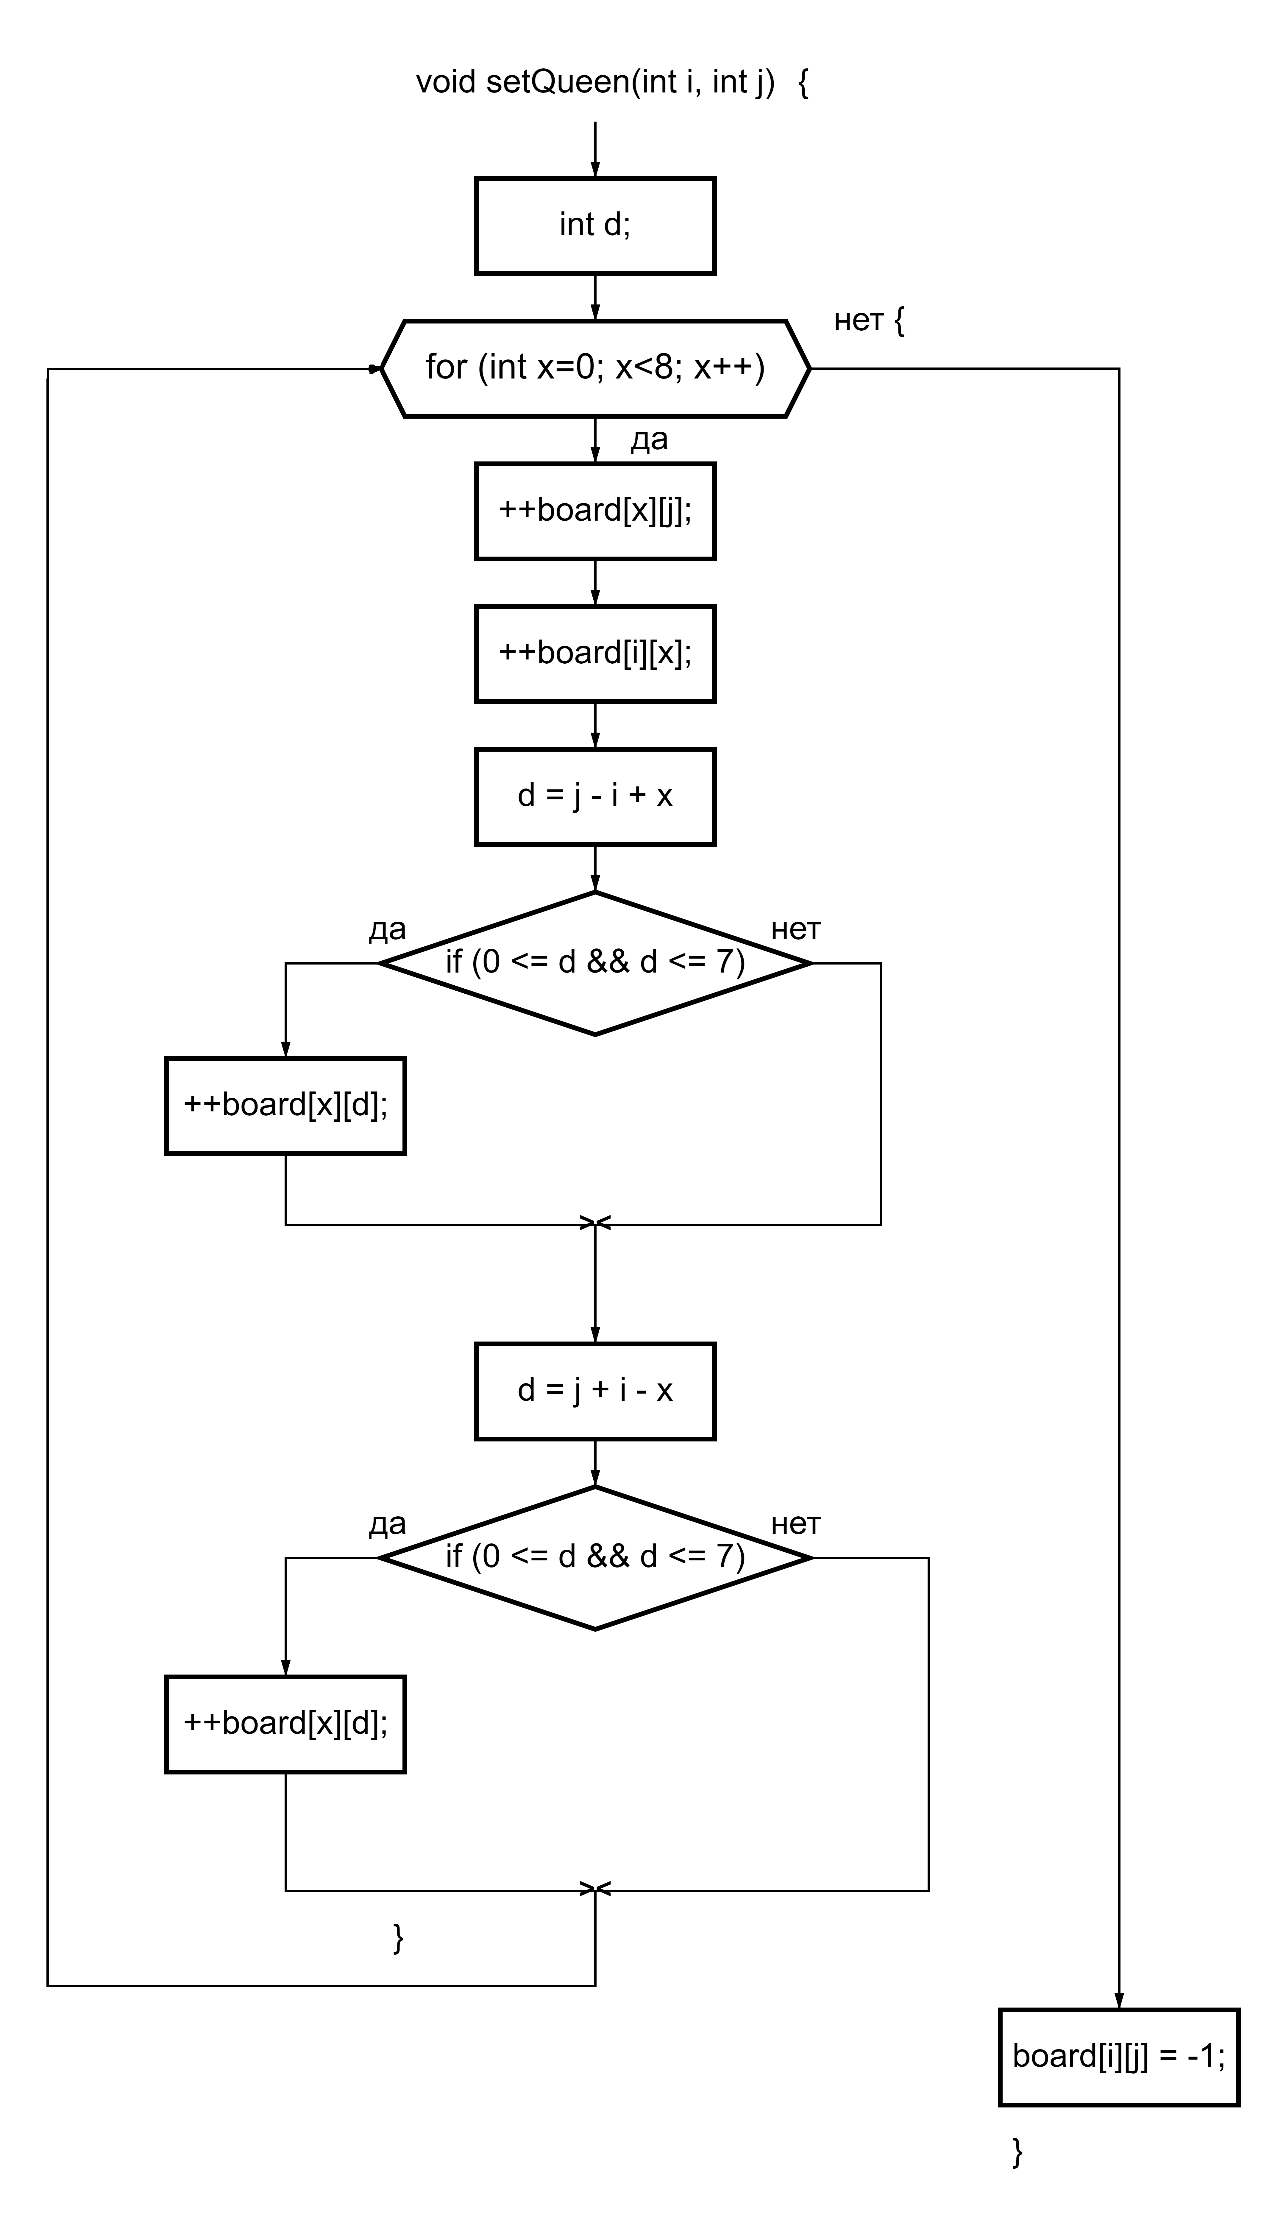 void setQueen(int i, int j) {
int d;
нет {
for (int x=0; x<8; x++)
да
++board[x][j];
++board[i][x];
d = j - i + x
да
нет
if (0 <= d && d <= 7)
++board[x][d];
d = j + i - x
да
нет
if (0 <= d && d <= 7)
++board[x][d];
}
board[i][j] = -1;
}